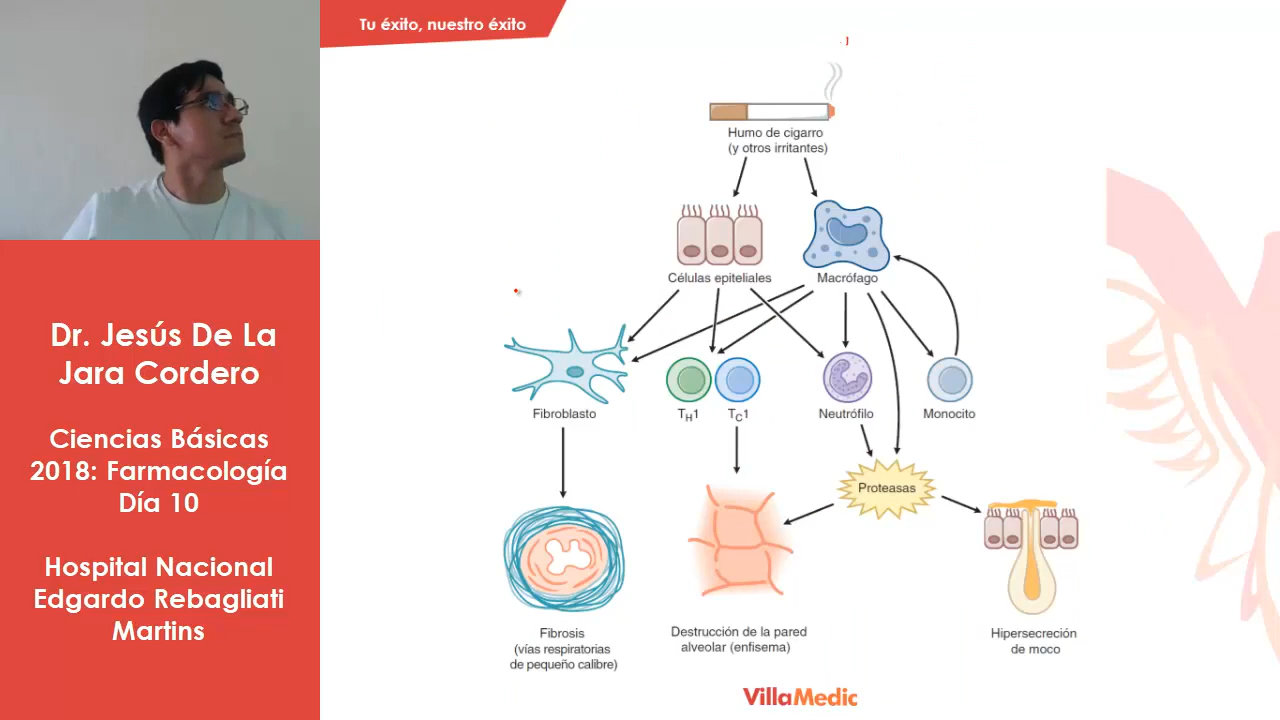 Tu éxito, nuestro éxito
Dr. Jesús De La
Jara Cordero
Ciencias Básicas
2018: Farmacología
Día 10
Hospital Nacional
Edgardo Rebagliati
Martins
Humo de cigarro
(y otros irritantes)
Células epiteliales
Macrófago
Fibroblasto
TH1
TC1
Neutrófilo
Monocito
Proteasas
Fibrosis
(vías respiratorias
de pequeño calibre)
Destrucción de la pared
alveolar (enfisema)
Hipersecreción
de moco
VillaMedic